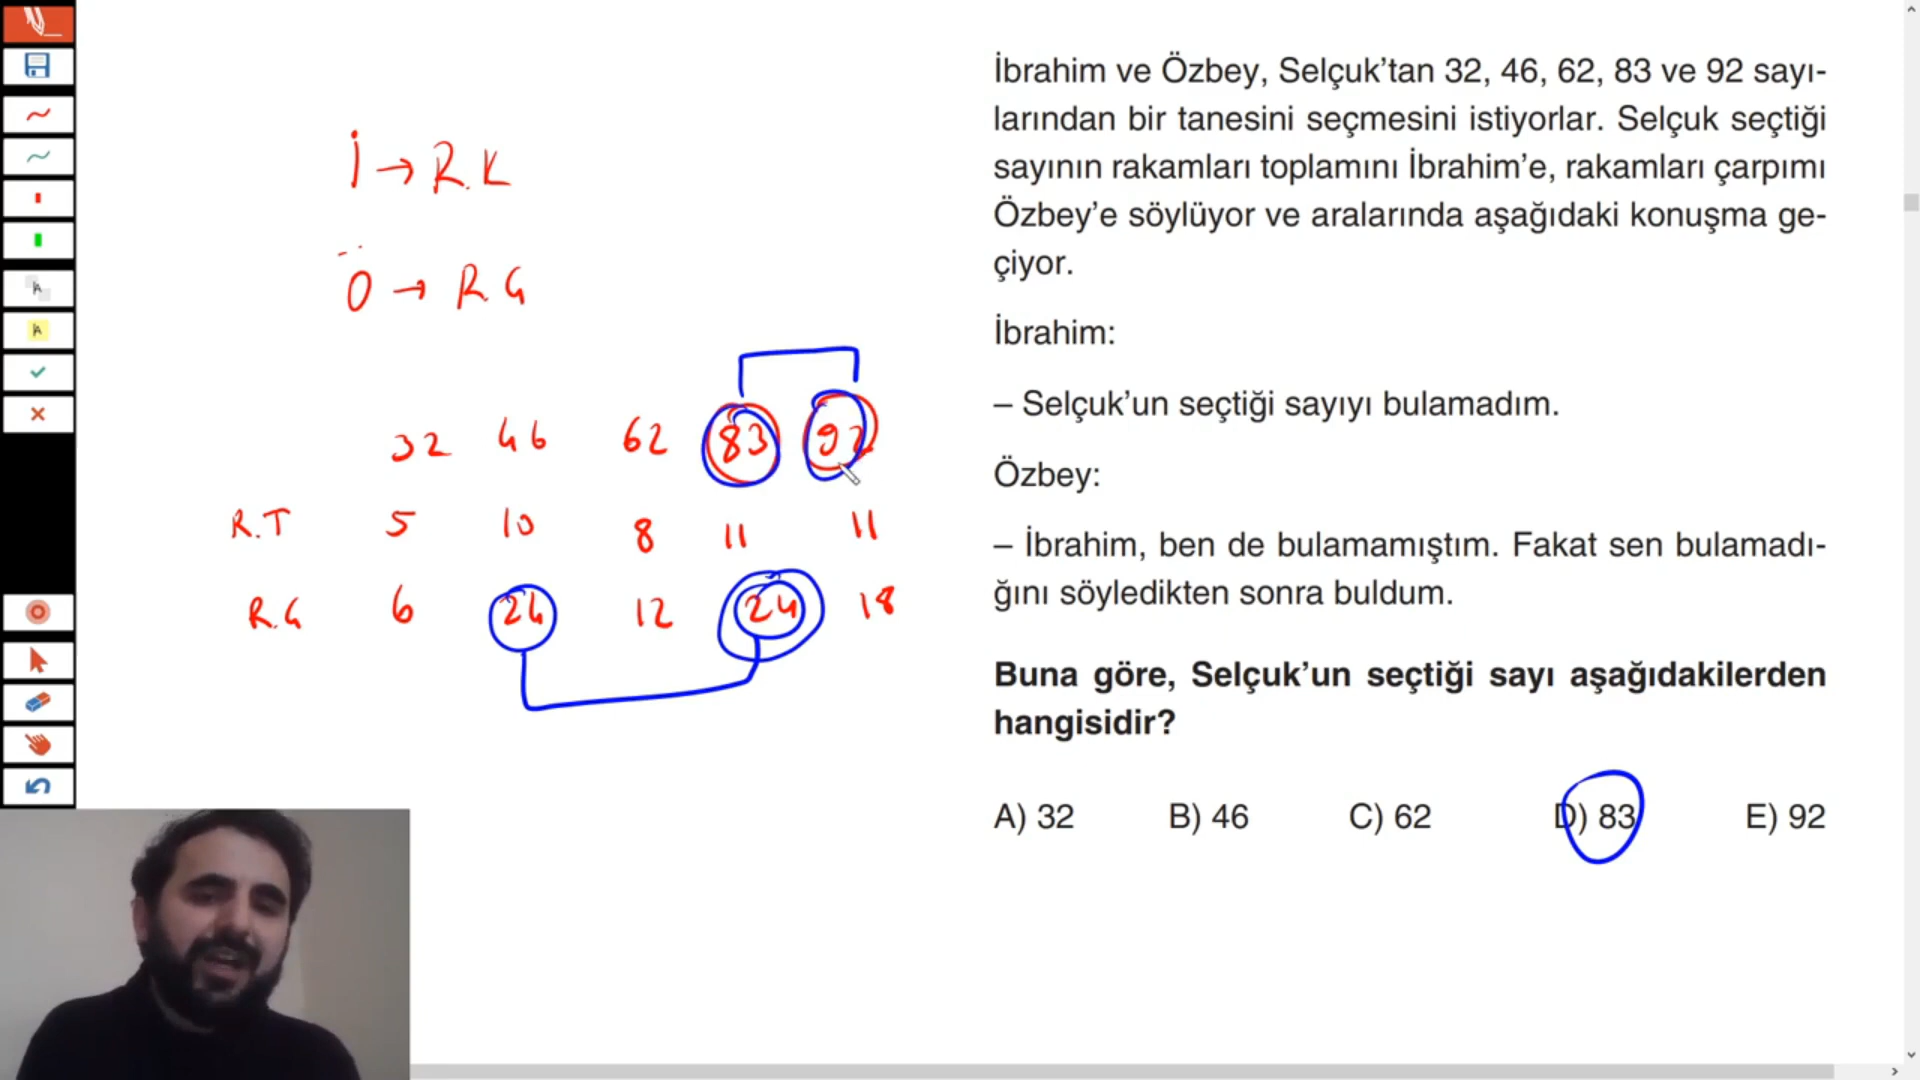 İ → R.K
Ö → R.Ç
32 46 62 83 92
R.T 5 10 8 11 11
R.Ç 6 24 12 24 18
İbrahim ve Özbey, Selçuk’tan 32, 46, 62, 83 ve 92 sayı-
larından bir tanesini seçmesini istiyorlar. Selçuk seçtiği
sayının rakamları toplamını İbrahim’e, rakamları çarpımı
Özbey’e söylüyor ve aralarında aşağıdaki konuşma ge-
çiyor.
İbrahim:
– Selçuk’un seçtiği sayıyı bulamadım.
Özbey:
– İbrahim, ben de bulamamıştım. Fakat sen bulamadı-
ğını söyledikten sonra buldum.
Buna göre, Selçuk’un seçtiği sayı aşağıdakilerden
hangisidir?
A) 32 B) 46 C) 62 D) 83 E) 92